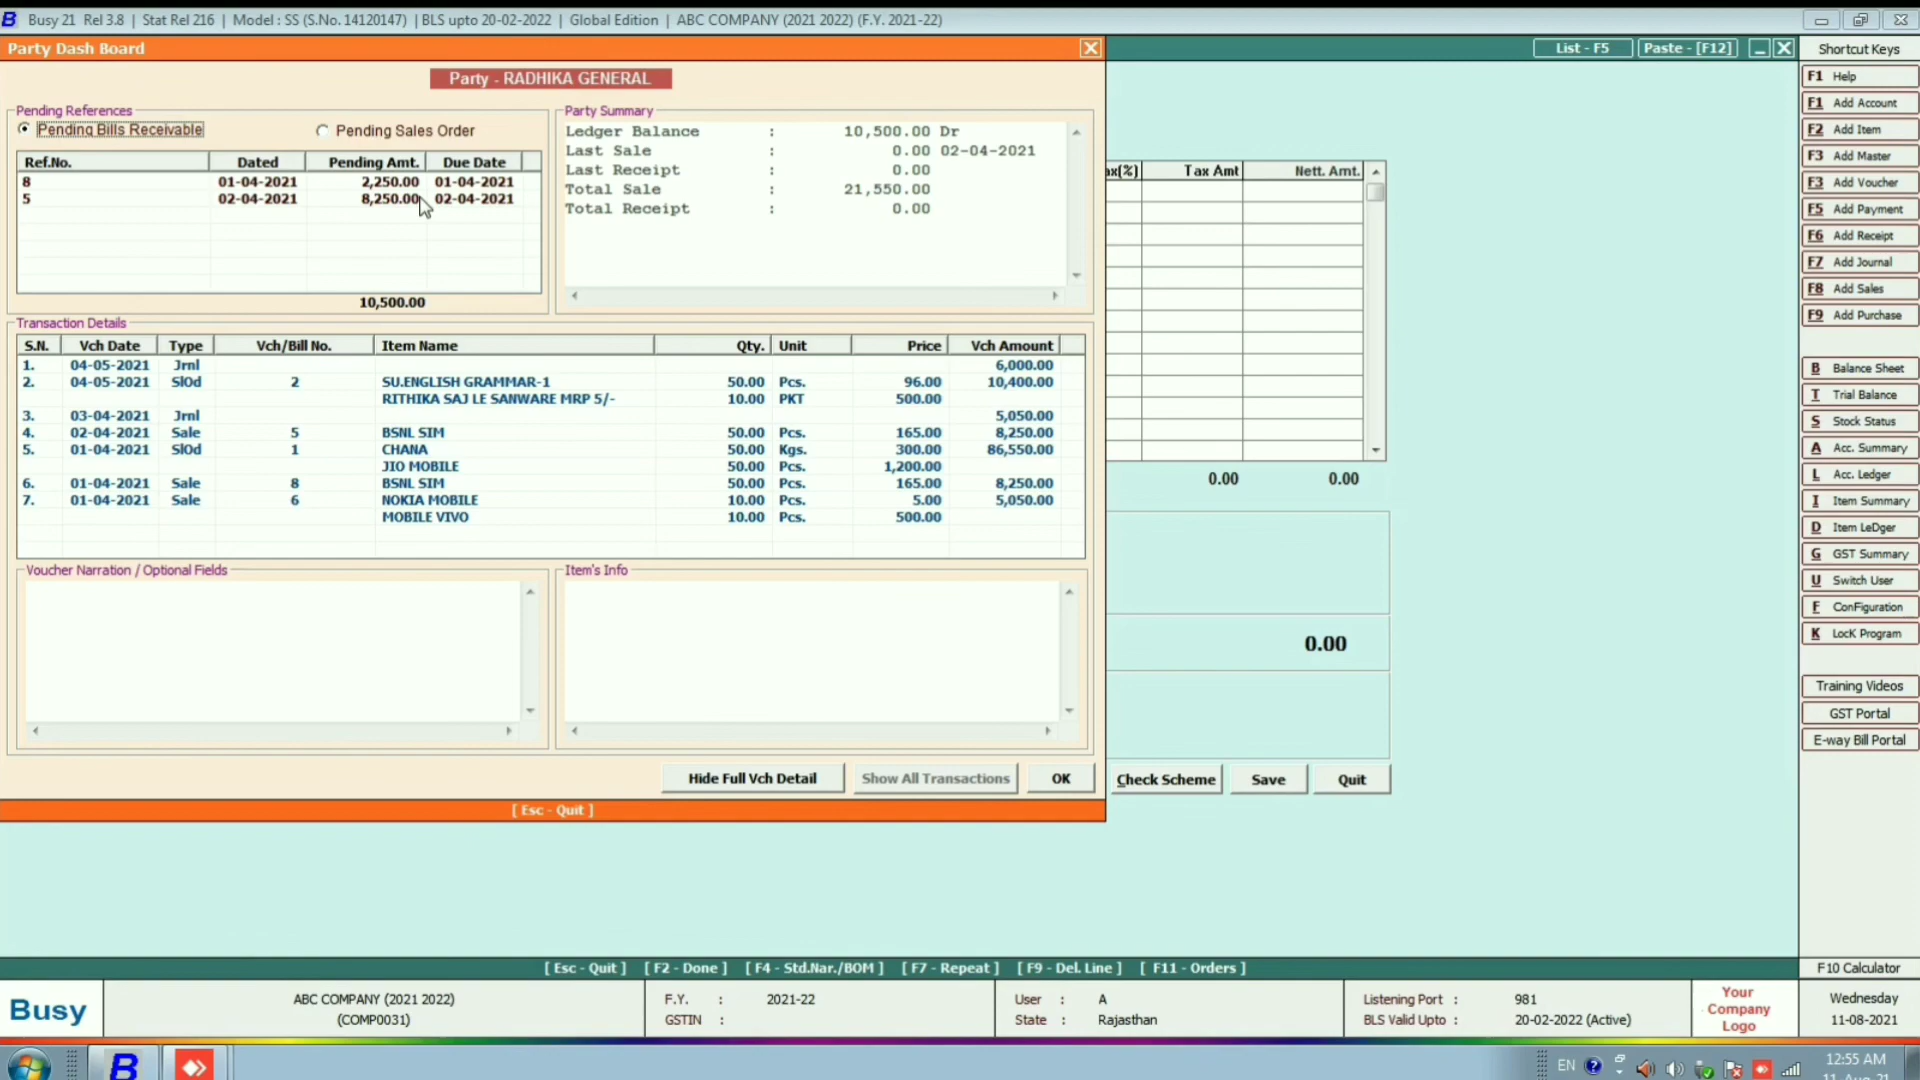 Busy 21 Rel 3.8 | Stat Rel 216 | Model : SS (S.No. 14120147) | BLS upto 20-02-2022 | Global Edition | ABC COMPANY (2021 2022) (F.Y. 2021-22)
Party Dash Board
List - F5
Paste - [F12]
Shortcut Keys
Party - RADHIKA GENERAL
Pending References
Pending Bills Receivable
Pending Sales Order
Ref.No. Dated Pending Amt. Due Date
8 01-04-2021 2,250.00 01-04-2021
5 02-04-2021 8,250.00 02-04-2021
10,500.00
Party Summary
Ledger Balance : 10,500.00 Dr
Last Sale : 0.00 02-04-2021
Last Receipt : 0.00
Total Sale : 21,550.00
Total Receipt : 0.00
ax(%) Tax Amt Nett. Amt.
Transaction Details
S.N. Vch Date Type Vch/Bill No. Item Name Qty. Unit Price Vch Amount
1. 04-05-2021 Jrnl 6,000.00
2. 04-05-2021 SlOd 2 SU.ENGLISH GRAMMAR-1 50.00 Pcs. 96.00 10,400.00
RITHIKA SAJ LE SANWARE MRP 5/- 10.00 PKT 500.00
3. 03-04-2021 Jrnl 5,050.00
4. 02-04-2021 Sale 5 BSNL SIM 50.00 Pcs. 165.00 8,250.00
5. 01-04-2021 SlOd 1 CHANA 50.00 Kgs. 300.00 86,550.00
JIO MOBILE 50.00 Pcs. 1,200.00
6. 01-04-2021 Sale 8 BSNL SIM 50.00 Pcs. 165.00 8,250.00
7. 01-04-2021 Sale 6 NOKIA MOBILE 10.00 Pcs. 5.00 5,050.00
MOBILE VIVO 10.00 Pcs. 500.00
0.00 0.00
Voucher Narration / Optional Fields
Item's Info
0.00
Hide Full Vch Detail
Show All Transactions
OK
Check Scheme
Save
Quit
[ Esc - Quit ]
F1 Help
F1 Add Account
F2 Add Item
F3 Add Master
F3 Add Voucher
F5 Add Payment
F6 Add Receipt
F7 Add Journal
F8 Add Sales
F9 Add Purchase
B Balance Sheet
T Trial Balance
S Stock Status
A Acc. Summary
L Acc. Ledger
I Item Summary
D Item LeDger
G GST Summary
U Switch User
F ConFiguration
K LocK Program
Training Videos
GST Portal
E-way Bill Portal
[ Esc - Quit ] [ F2 - Done ] [ F4 - Std.Nar./BOM ] [ F7 - Repeat ] [ F9 - Del. Line ] [ F11 - Orders ]
F10 Calculator
Busy
ABC COMPANY (2021 2022)
(COMP0031)
F.Y. : 2021-22
GSTIN :
User : A
State : Rajasthan
Listening Port : 981
BLS Valid Upto : 20-02-2022 (Active)
Your
Company
Logo
Wednesday
11-08-2021
B
EN
12:55 AM
11-Aug-21